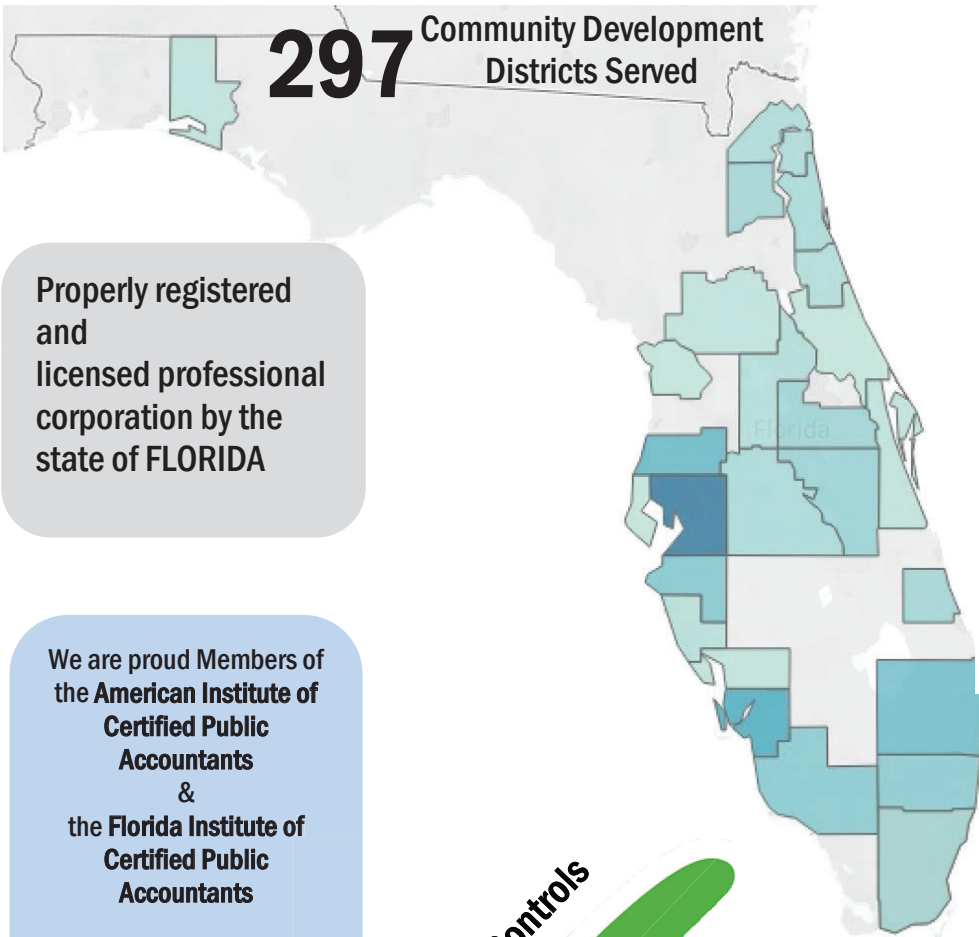 297
Community Development
Districts Served
Properly registered
and
licensed professional
corporation by the
state of FLORIDA
Florida
We are proud Members of
the American Institute of
Certified Public
Accountants
&
the Florida Institute of
Certified Public
Accountants
ontrols